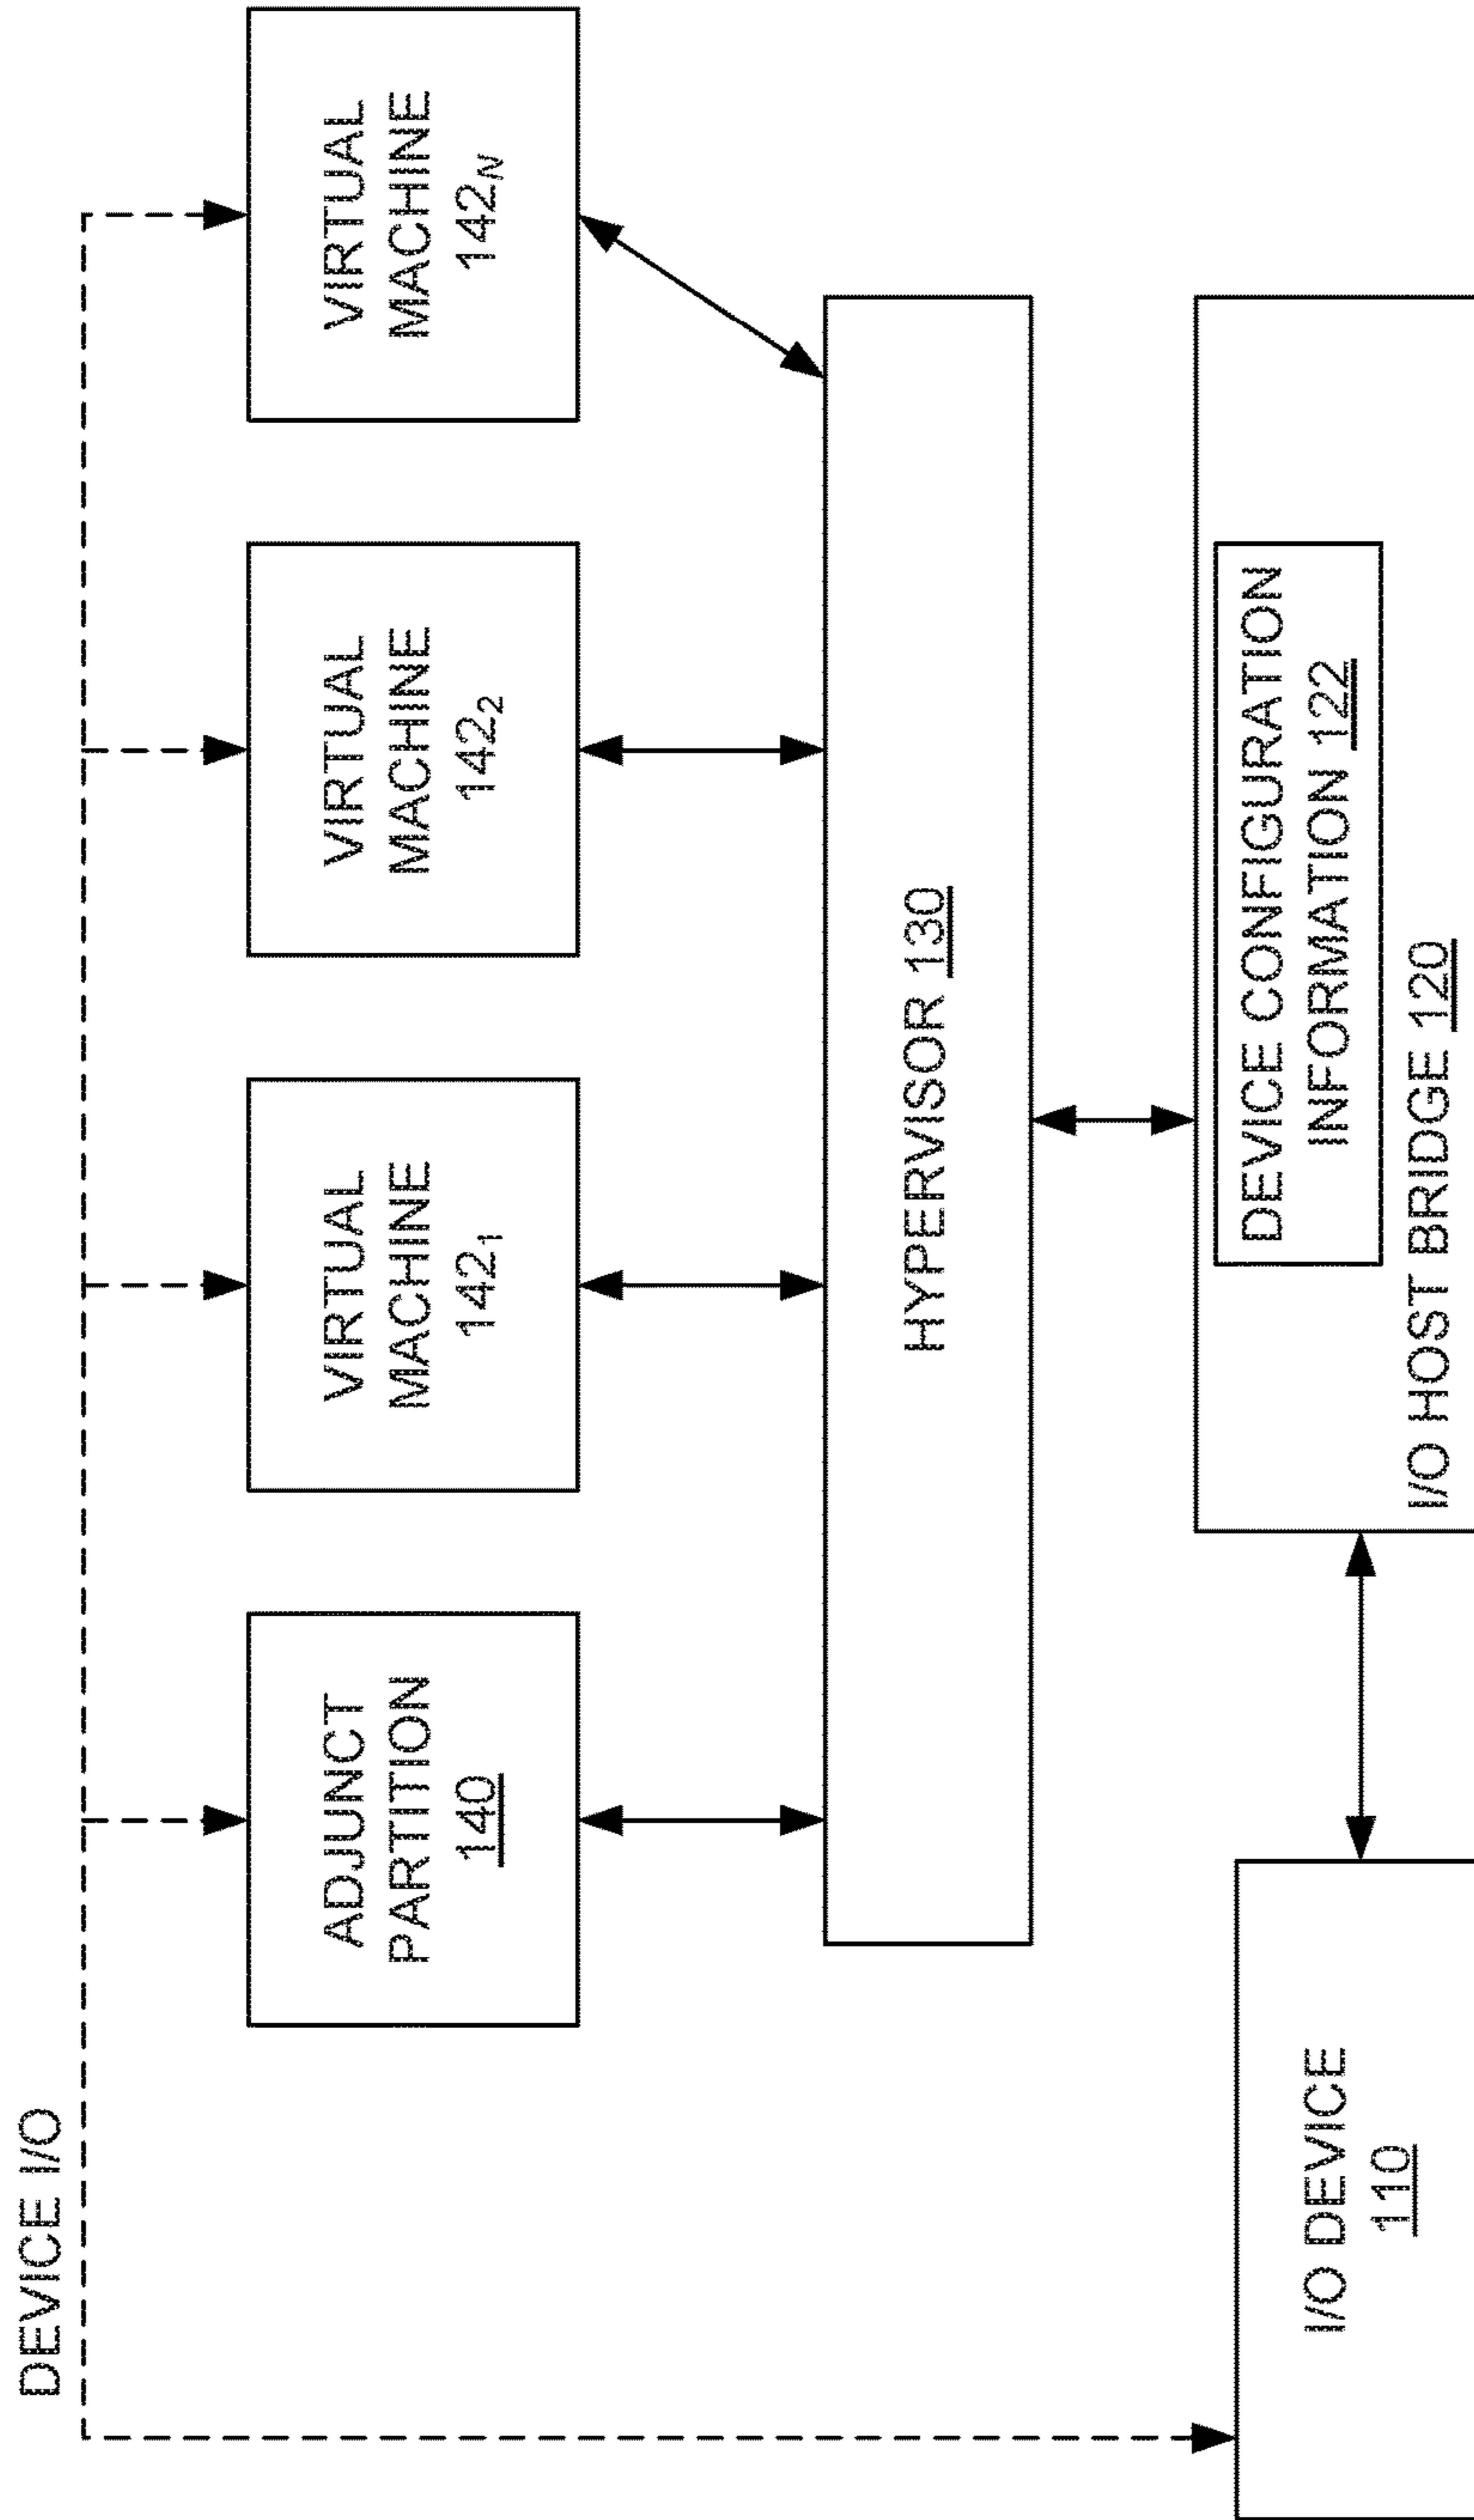 DEVICE I/O
ADJUNCT
PARTITION
140
VIRTUAL
MACHINE
142₁
VIRTUAL
MACHINE
142₂
VIRTUAL
MACHINE
142N
HYPERVISOR 130
I/O DEVICE
110
DEVICE CONFIGURATION
INFORMATION 122
I/O HOST BRIDGE 120